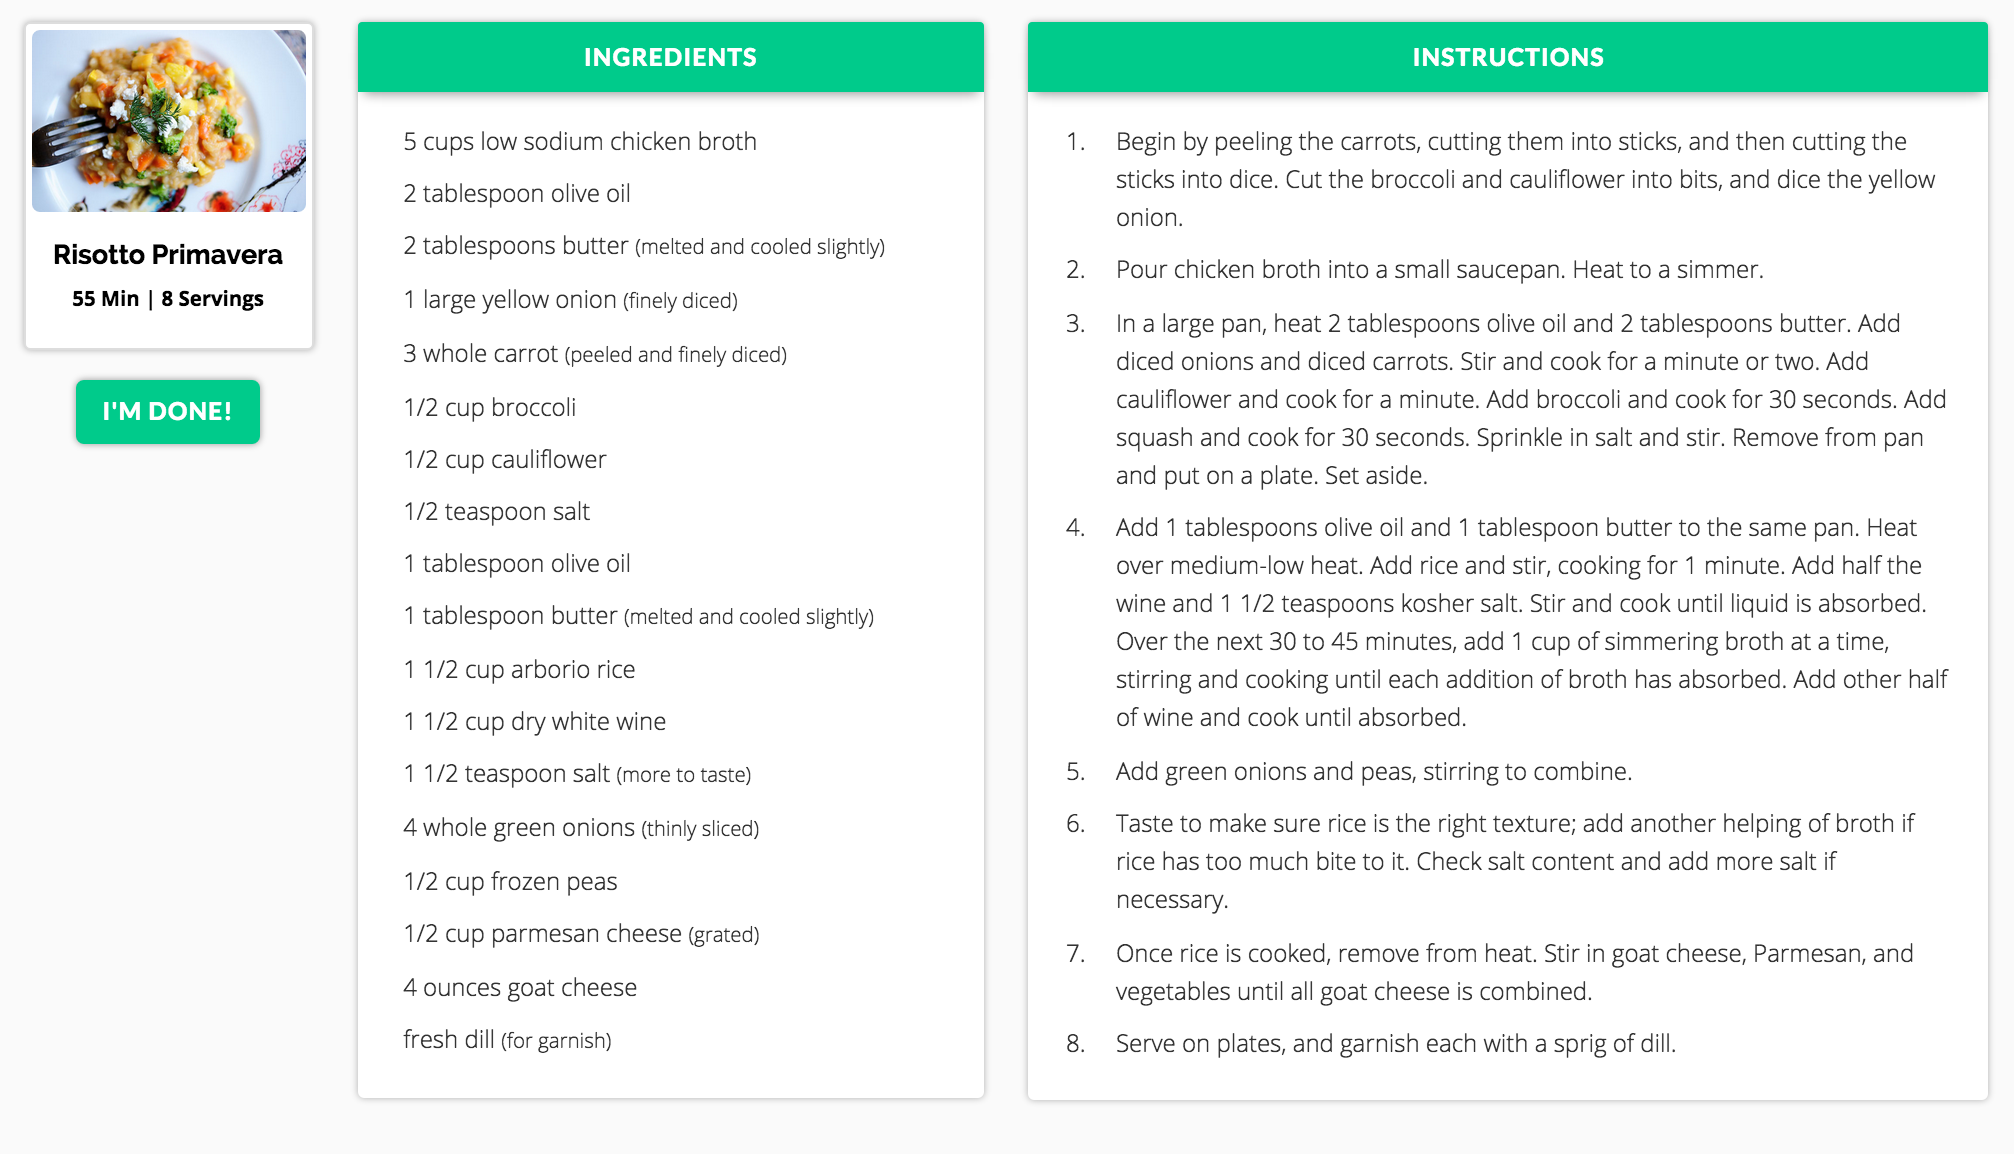 Risotto Primavera
55 Min | 8 Servings
I'M DONE!
INGREDIENTS
5 cups low sodium chicken broth
2 tablespoon olive oil
2 tablespoons butter (melted and cooled slightly)
1 large yellow onion (finely diced)
3 whole carrot (peeled and finely diced)
1/2 cup broccoli
1/2 cup cauliflower
1/2 teaspoon salt
1 tablespoon olive oil
1 tablespoon butter (melted and cooled slightly)
1 1/2 cup arborio rice
1 1/2 cup dry white wine
1 1/2 teaspoon salt (more to taste)
4 whole green onions (thinly sliced)
1/2 cup frozen peas
1/2 cup parmesan cheese (grated)
4 ounces goat cheese
fresh dill (for garnish)
INSTRUCTIONS
1. Begin by peeling the carrots, cutting them into sticks, and then cutting the
sticks into dice. Cut the broccoli and cauliflower into bits, and dice the yellow
onion.
2. Pour chicken broth into a small saucepan. Heat to a simmer.
3. In a large pan, heat 2 tablespoons olive oil and 2 tablespoons butter. Add
diced onions and diced carrots. Stir and cook for a minute or two. Add
cauliflower and cook for a minute. Add broccoli and cook for 30 seconds. Add
squash and cook for 30 seconds. Sprinkle in salt and stir. Remove from pan
and put on a plate. Set aside.
4. Add 1 tablespoons olive oil and 1 tablespoon butter to the same pan. Heat
over medium-low heat. Add rice and stir, cooking for 1 minute. Add half the
wine and 1 1/2 teaspoons kosher salt. Stir and cook until liquid is absorbed.
Over the next 30 to 45 minutes, add 1 cup of simmering broth at a time,
stirring and cooking until each addition of broth has absorbed. Add other half
of wine and cook until absorbed.
5. Add green onions and peas, stirring to combine.
6. Taste to make sure rice is the right texture; add another helping of broth if
rice has too much bite to it. Check salt content and add more salt if
necessary.
7. Once rice is cooked, remove from heat. Stir in goat cheese, Parmesan, and
vegetables until all goat cheese is combined.
8. Serve on plates, and garnish each with a sprig of dill.